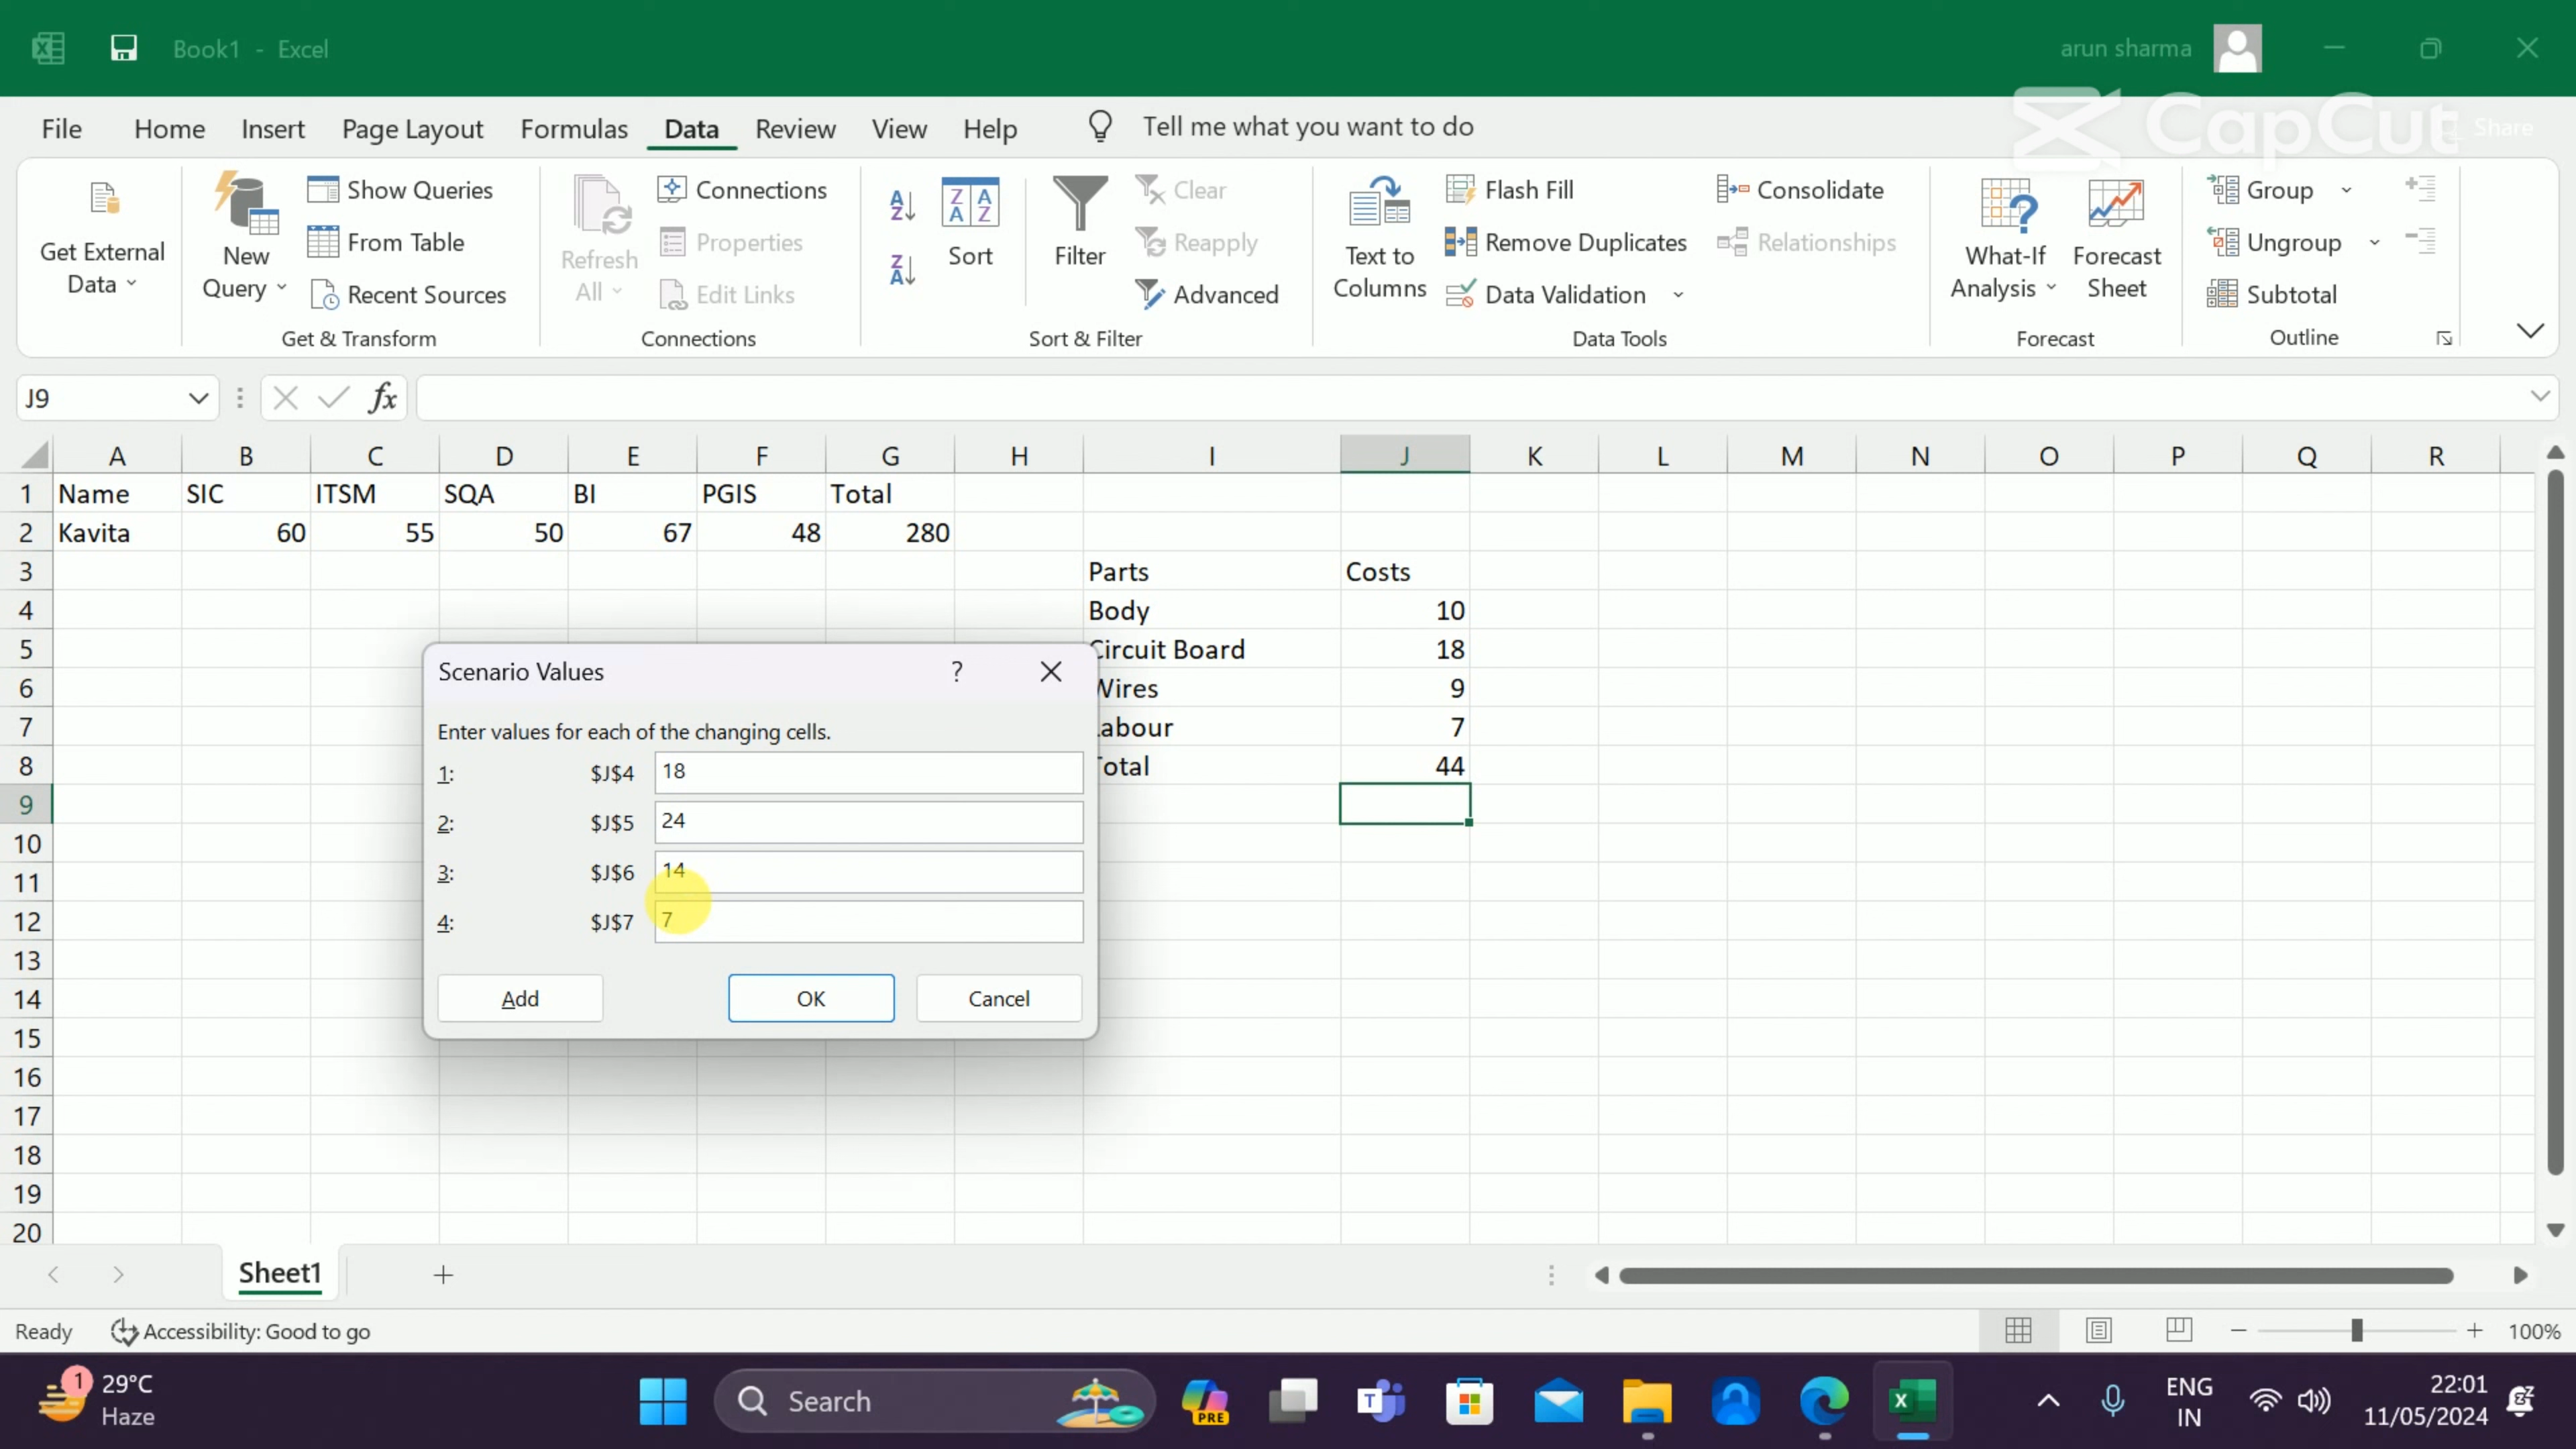 Book1 - Excel
arun sharma
File Home Insert Page Layout Formulas Data Review View Help Tell me what you want to do
CapCut Share
Get External Data
New Query
Show Queries
From Table
Recent Sources
Get & Transform
Refresh All
Connections
Properties
Edit Links
Connections
Sort
Filter
Clear
Reapply
Advanced
Sort & Filter
Text to Columns
Flash Fill
Remove Duplicates
Data Validation
Consolidate
Relationships
Data Tools
What-If Analysis
Forecast Sheet
Forecast
Group
Ungroup
Subtotal
Outline
J9 fx
A B C D E F G H I J K L M N O P Q R
1 Name SIC ITSM SQA BI PGIS Total
2 Kavita 60 55 50 67 48 280
3 Parts Costs
4 Body 10
5 Circuit Board 18
6 Wires 9
7 Labour 7
8 Total 44
9
10
11
12
13
14
15
16
17
18
19
20
Scenario Values ?
Enter values for each of the changing cells.
1: $J$4 18
2: $J$5 24
3: $J$6 14
4: $J$7 7
Add OK Cancel
Sheet1
Ready Accessibility: Good to go 100%
1 29°C
Haze
Search
PRE
ENG
IN
22:01
11/05/2024